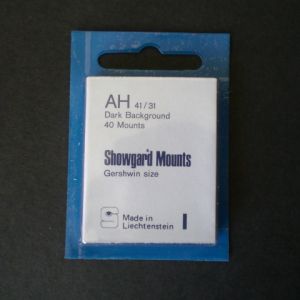 AH 41/31
Dark Background
40 Mounts
Showgard Mounts
Gershwin size
Made in
Liechtenstein